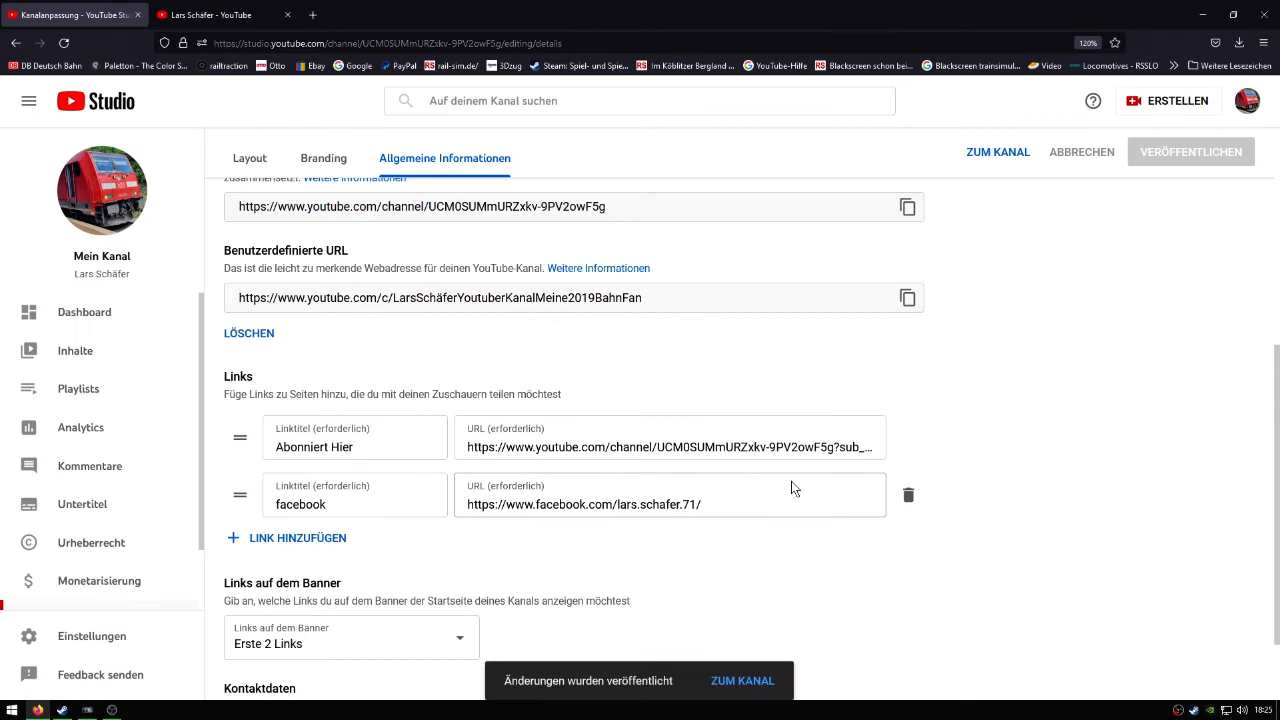 Kanalanpassung - YouTube Stu
Lars Schäfer - YouTube
https://studio.youtube.com/channel/UCM0SUMmURZxkv-9PV2owF5g/editing/details
120%
DB Deutsch Bahn
Paletton - The Color S...
railtraction
Otto
Ebay
Google
PayPal
rail-sim.de/
3Dzug
Steam: Spiel- und Spie...
Im Köblitzer Bergland ...
YouTube-Hilfe
Blackscreen schon bei...
Blackscreen trainsimul...
Video
Locomotives - RSSLO
Weitere Lesezeichen
Studio
Auf deinem Kanal suchen
ERSTELLEN
Layout
Branding
Allgemeine Informationen
ZUM KANAL
ABBRECHEN
VERÖFFENTLICHEN
Mein Kanal
Lars Schäfer
Dashboard
Inhalte
Playlists
Analytics
Kommentare
Untertitel
Urheberrecht
Monetarisierung
Einstellungen
Feedback senden
zusammensetzt. Weitere Informationen
https://www.youtube.com/channel/UCM0SUMmURZxkv-9PV2owF5g
Benutzerdefinierte URL
Das ist die leicht zu merkende Webadresse für deinen YouTube-Kanal. Weitere Informationen
https://www.youtube.com/c/LarsSchäferYoutuberKanalMeine2019BahnFan
LÖSCHEN
Links
Füge Links zu Seiten hinzu, die du mit deinen Zuschauern teilen möchtest
Linktitel (erforderlich)
Abonniert Hier
URL (erforderlich)
https://www.youtube.com/channel/UCM0SUMmURZxkv-9PV2owF5g?sub_...
Linktitel (erforderlich)
facebook
URL (erforderlich)
https://www.facebook.com/lars.schafer.71/
LINK HINZUFÜGEN
Links auf dem Banner
Gib an, welche Links du auf dem Banner der Startseite deines Kanals anzeigen möchtest
Links auf dem Banner
Erste 2 Links
Kontaktdaten
Änderungen wurden veröffentlicht
ZUM KANAL
18:25